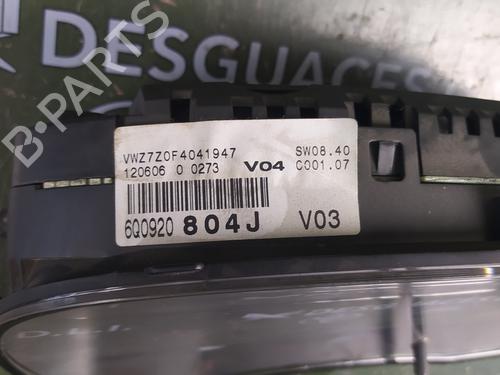 DESGUACES
B-PARTS
VWZ7Z0F4041947 SW08.40
120606 0 0273 V04 C001.07
6Q0920 804J V03